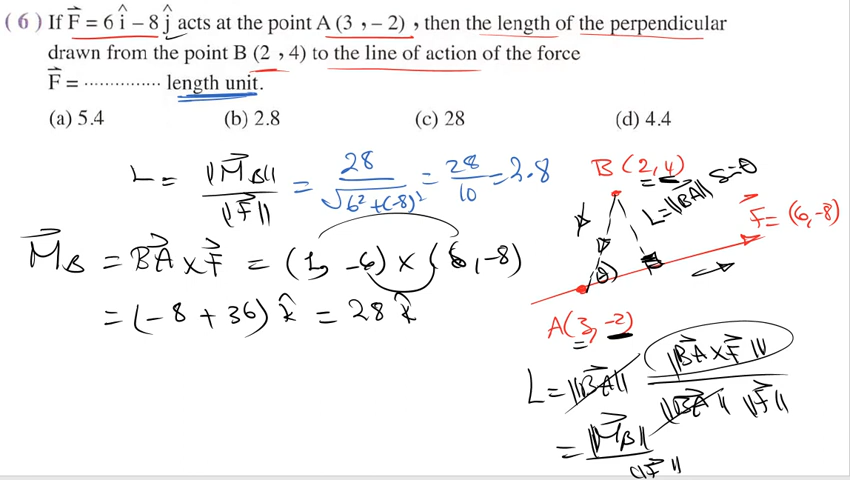 (6) If F⃗ = 6 î − 8 ĵ acts at the point A (3 , − 2) , then the length of the perpendicular
drawn from the point B (2 , 4) to the line of action of the force
F⃗ = ··············· length unit.
(a) 5.4 (b) 2.8 (c) 28 (d) 4.4
L = ||M⃗B|| / ||F⃗|| = 28 / √(6²+(-8)²) = 28/10 = 2.8
M⃗B = BA⃗ × F⃗ = (1, -6) × (6, -8)
= (-8 + 36) k̂ = 28 k̂
B (2, 4)
L = ||BA⃗|| S=θ
F⃗ = (6, -8)
θ
A (3, -2)
L = ||BA⃗|| ||BA⃗ × F⃗|| / ||BA⃗|| ||F⃗||
= ||M⃗B|| / ||F⃗||